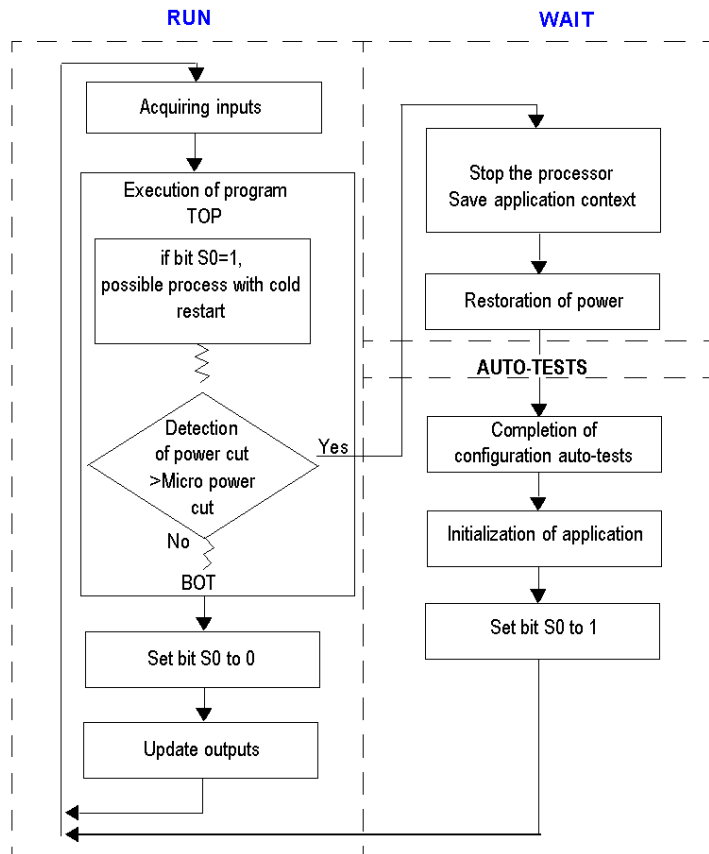 RUN
WAIT
Acquiring inputs
Execution of program
TOP
if bit S0=1,
possible process with cold
restart
Detection
of power cut
>Micro power
cut
Yes
No
BOT
Set bit S0 to 0
Update outputs
Stop the processor
Save application context
Restoration of power
AUTO-TESTS
Completion of
configuration auto-tests
Initialization of application
Set bit S0 to 1